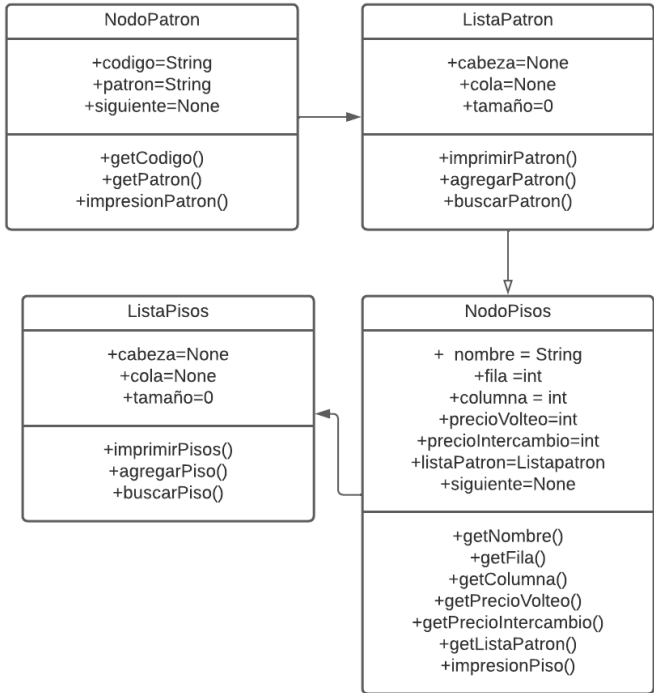 NodoPatron
+codigo=String
+patron=String
+siguiente=None
+getCodigo()
+getPatron()
+impresionPatron()
ListaPatron
+cabeza=None
+cola=None
+tamaño=0
+imprimirPatron()
+agregarPatron()
+buscarPatron()
ListaPisos
+cabeza=None
+cola=None
+tamaño=0
+imprimirPisos()
+agregarPiso()
+buscarPiso()
NodoPisos
+ nombre = String
+fila =int
+columna = int
+precioVolteo=int
+precioIntercambio=int
+listaPatron=Listapatron
+siguiente=None
+getNombre()
+getFila()
+getColumna()
+getPrecioVolteo()
+getPrecioIntercambio()
+getListaPatron()
+impresionPiso()